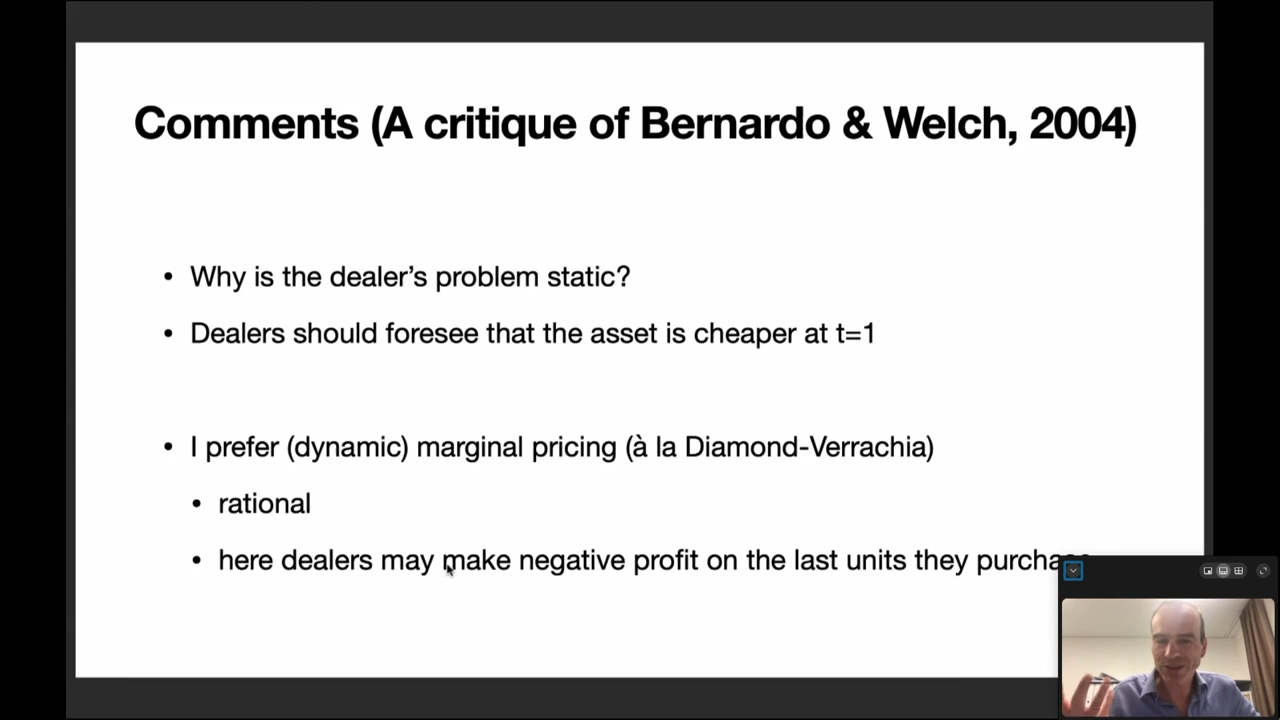 Comments (A critique of Bernardo & Welch, 2004)
• Why is the dealer’s problem static?
• Dealers should foresee that the asset is cheaper at t=1
• I prefer (dynamic) marginal pricing (à la Diamond-Verrachia)
• rational
• here dealers may make negative profit on the last units they